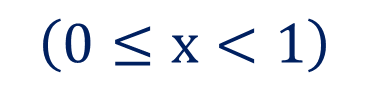 (0 ≤ x < 1)